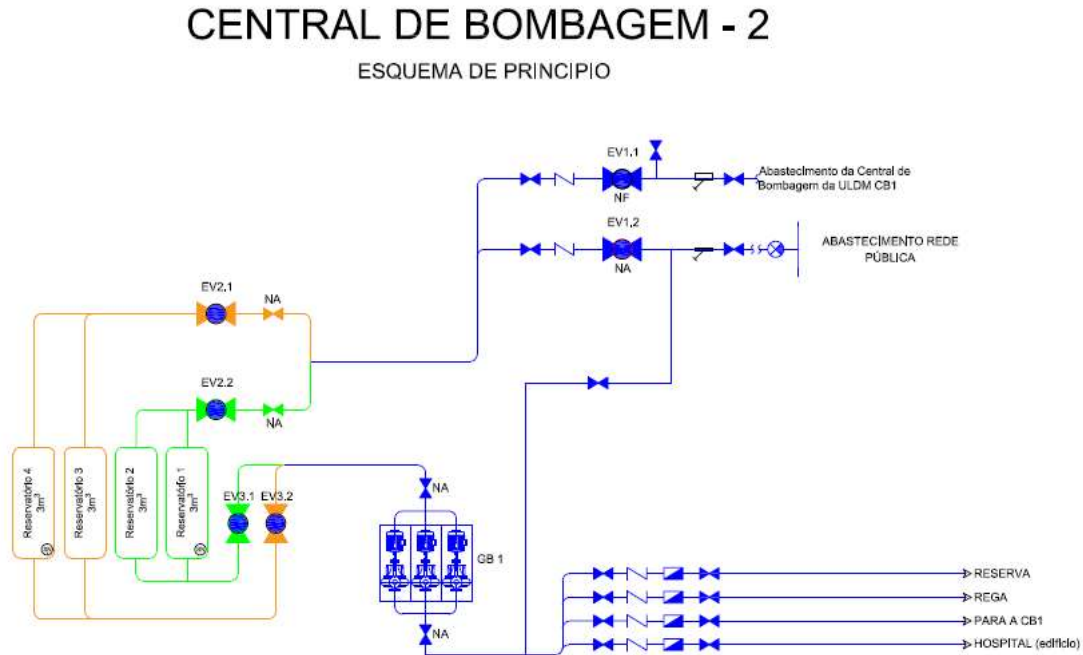 CENTRAL DE BOMBAGEM - 2
ESQUEMA DE PRINCIPIO
EV1.1
NF
Abastecimento da Central de
Bombagem da ULDM CB1
EV1.2
NA
ABASTECIMENTO REDE
PÚBLICA
EV2.1
NA
EV2.2
NA
Reservatório 4
3m³
Reservatório 3
3m³
Reservatório 2
3m³
Reservatório 1
3m³
EV3.1
EV3.2
NA
GB 1
NA
RESERVA
REGA
PARA A CB1
HOSPITAL (edifício)